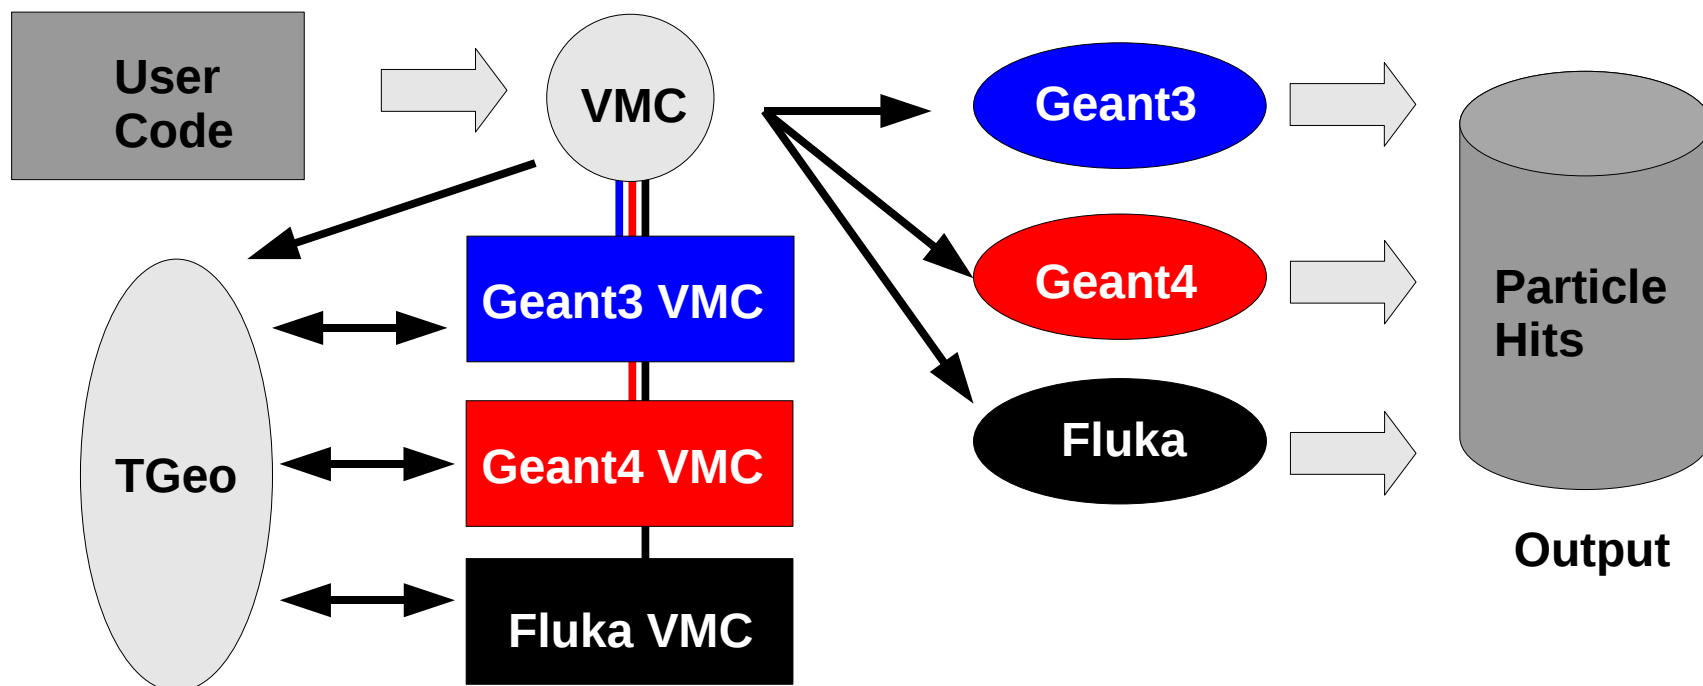 User
Code
VMC
Geant3
Geant3 VMC
Geant4
Particle
Hits
TGeo
Geant4 VMC
Fluka
Output
Fluka VMC